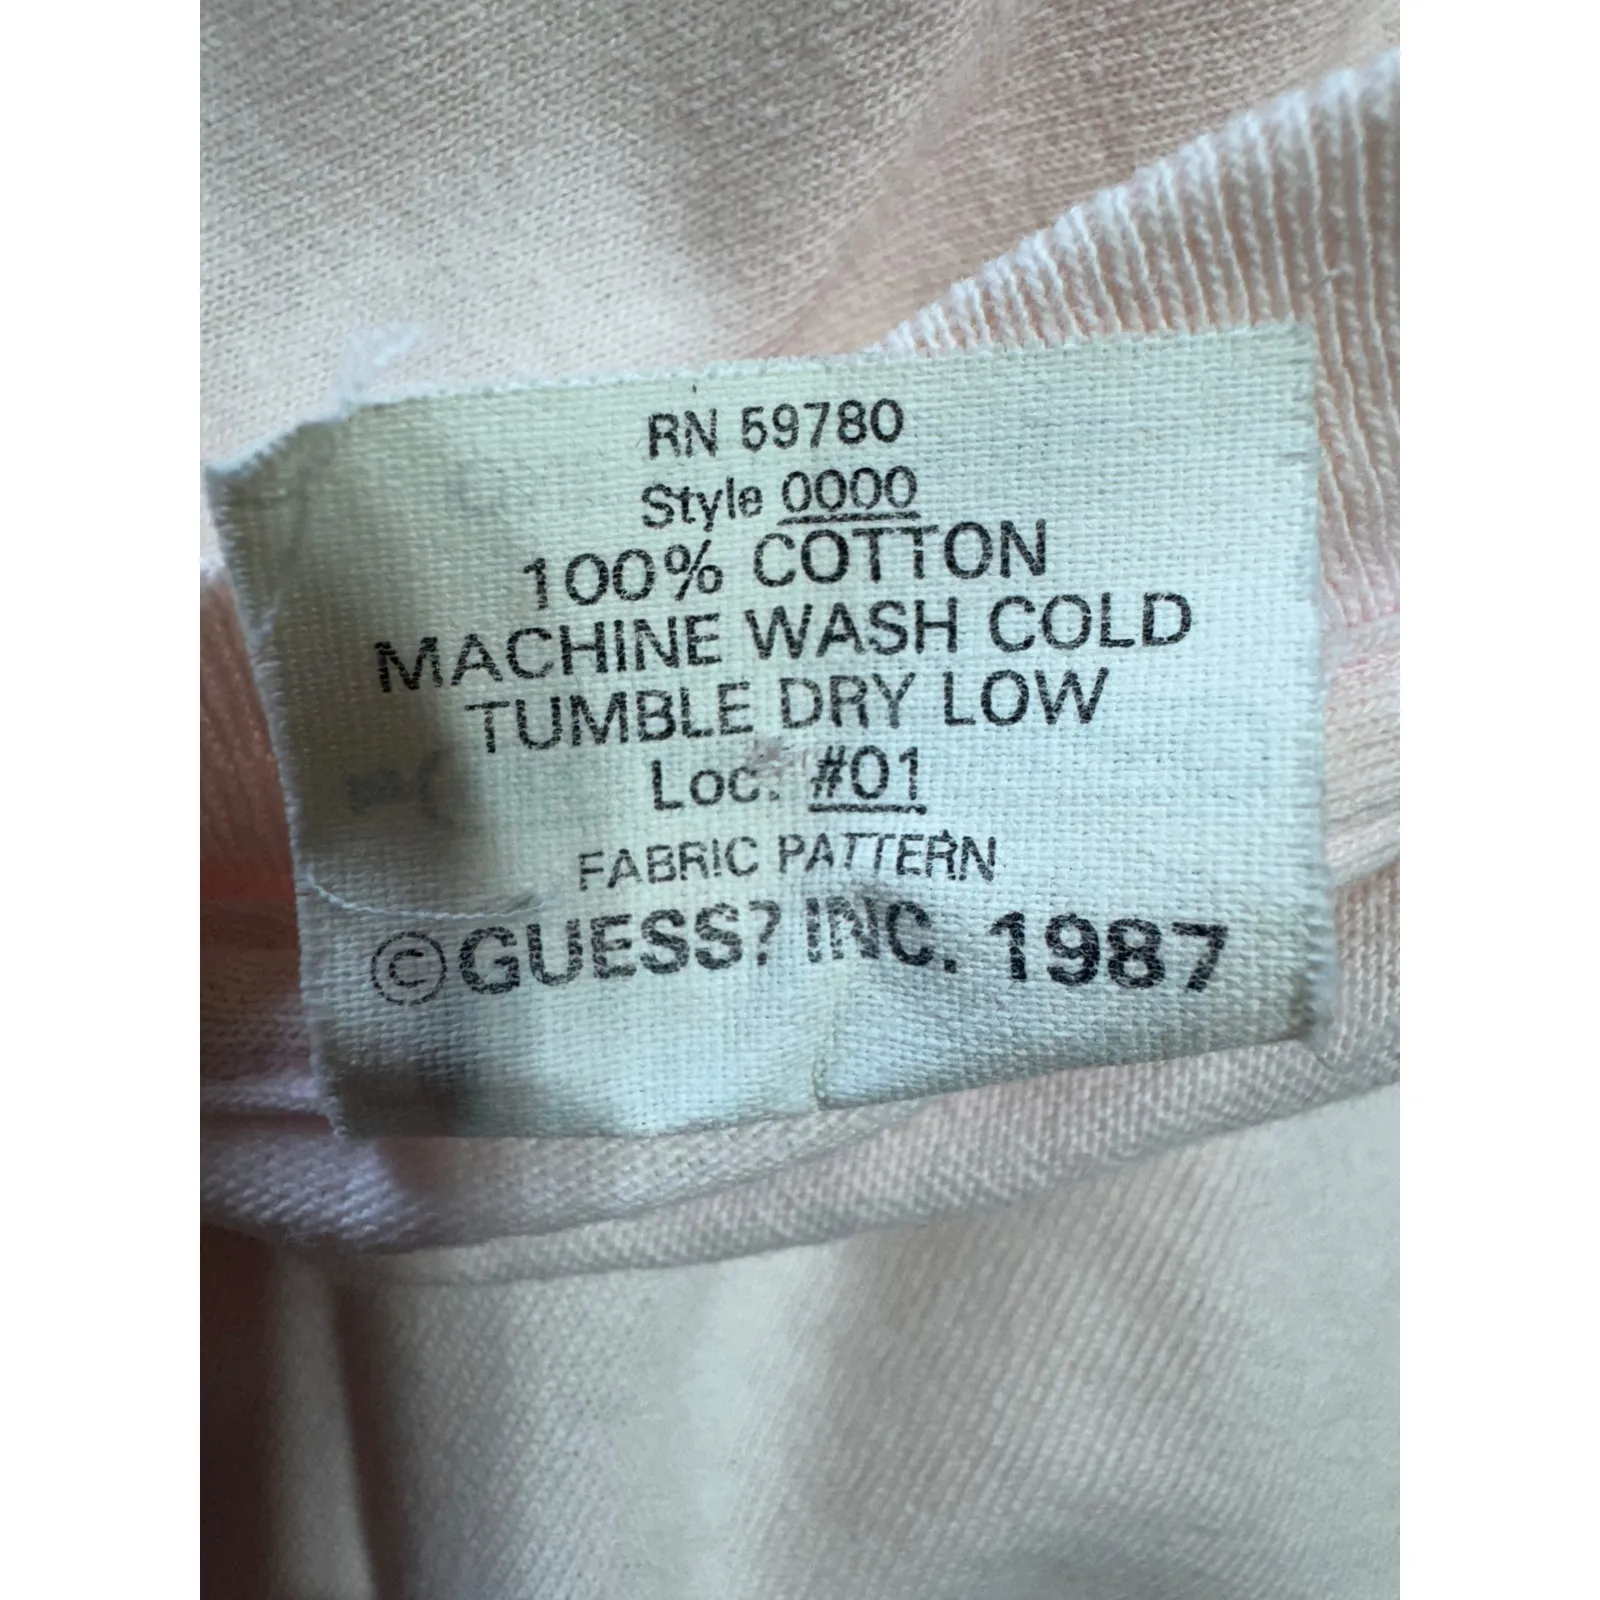 RN 59780
Style 0000
100% COTTON
MACHINE WASH COLD
TUMBLE DRY LOW
Loc. #01
FABRIC PATTERN
©GUESS? INC. 1987